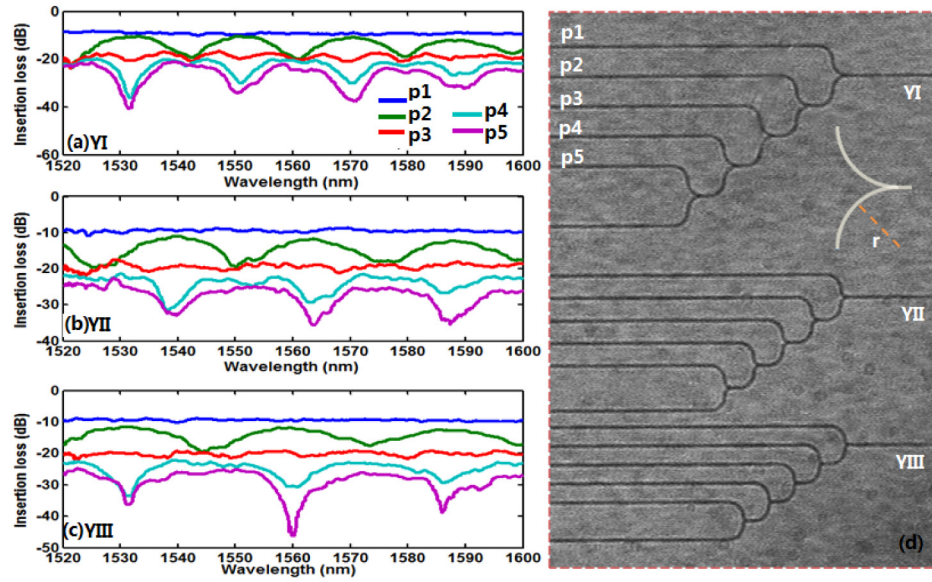 0
-20
-40
-60
Insertion loss (dB)
p1
p2 p4
p3 p5
(a)YI
1520 1530 1540 1550 1560 1570 1580 1590 1600
Wavelength (nm)
0
-10
-20
-30
-40
Insertion loss (dB)
(b)YII
1520 1530 1540 1550 1560 1570 1580 1590 1600
Wavelength (nm)
0
-10
-20
-30
-40
-50
Insertion loss (dB)
(c)YIII
1520 1530 1540 1550 1560 1570 1580 1590 1600
Wavelength (nm)
p1
p2
p3
p4
p5
YI
r
YII
YIII
(d)